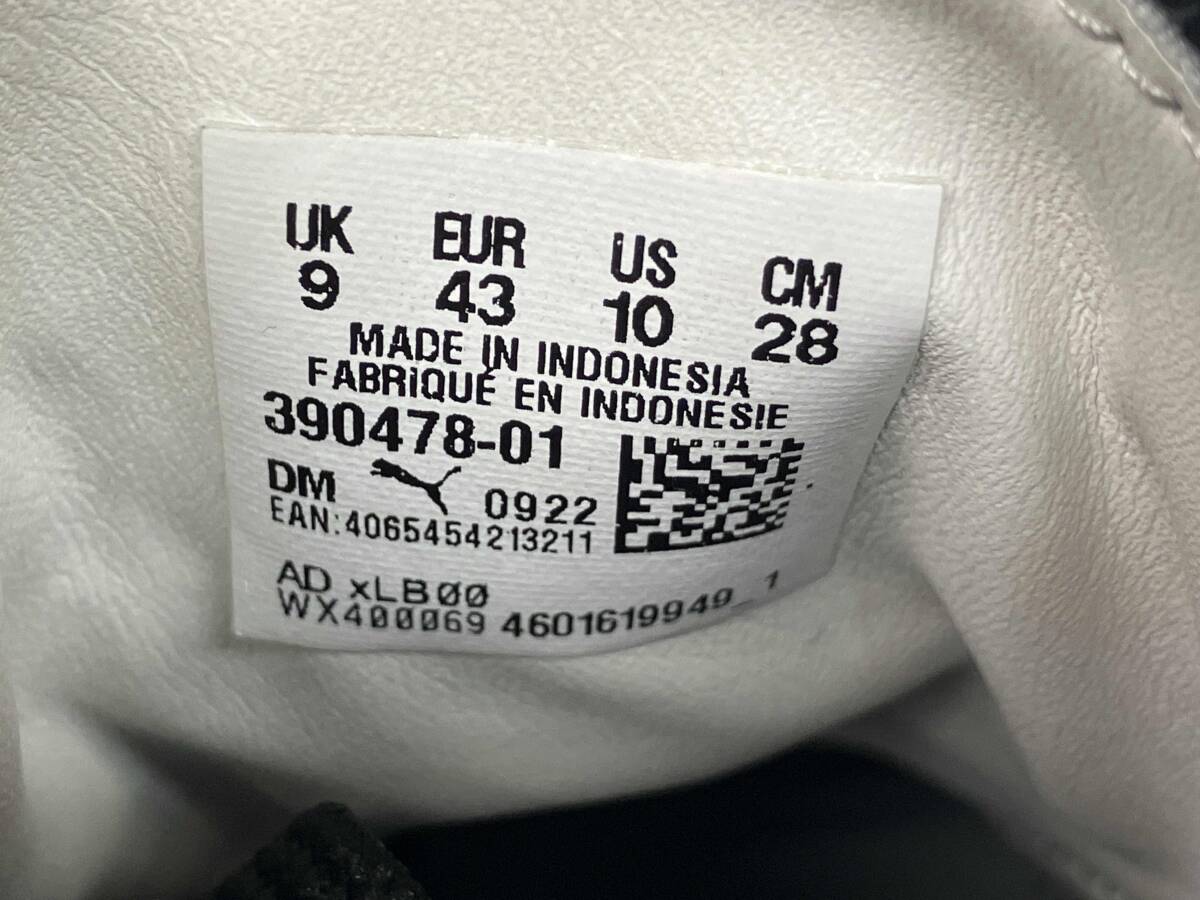 UK EUR US CM
9 43 10 28
MADE IN INDONESIA
FABRIQUÉ EN INDONESIE
390478-01
DM 0922
EAN:4065454213211
AD xLB00
WX400069 4601619949_1